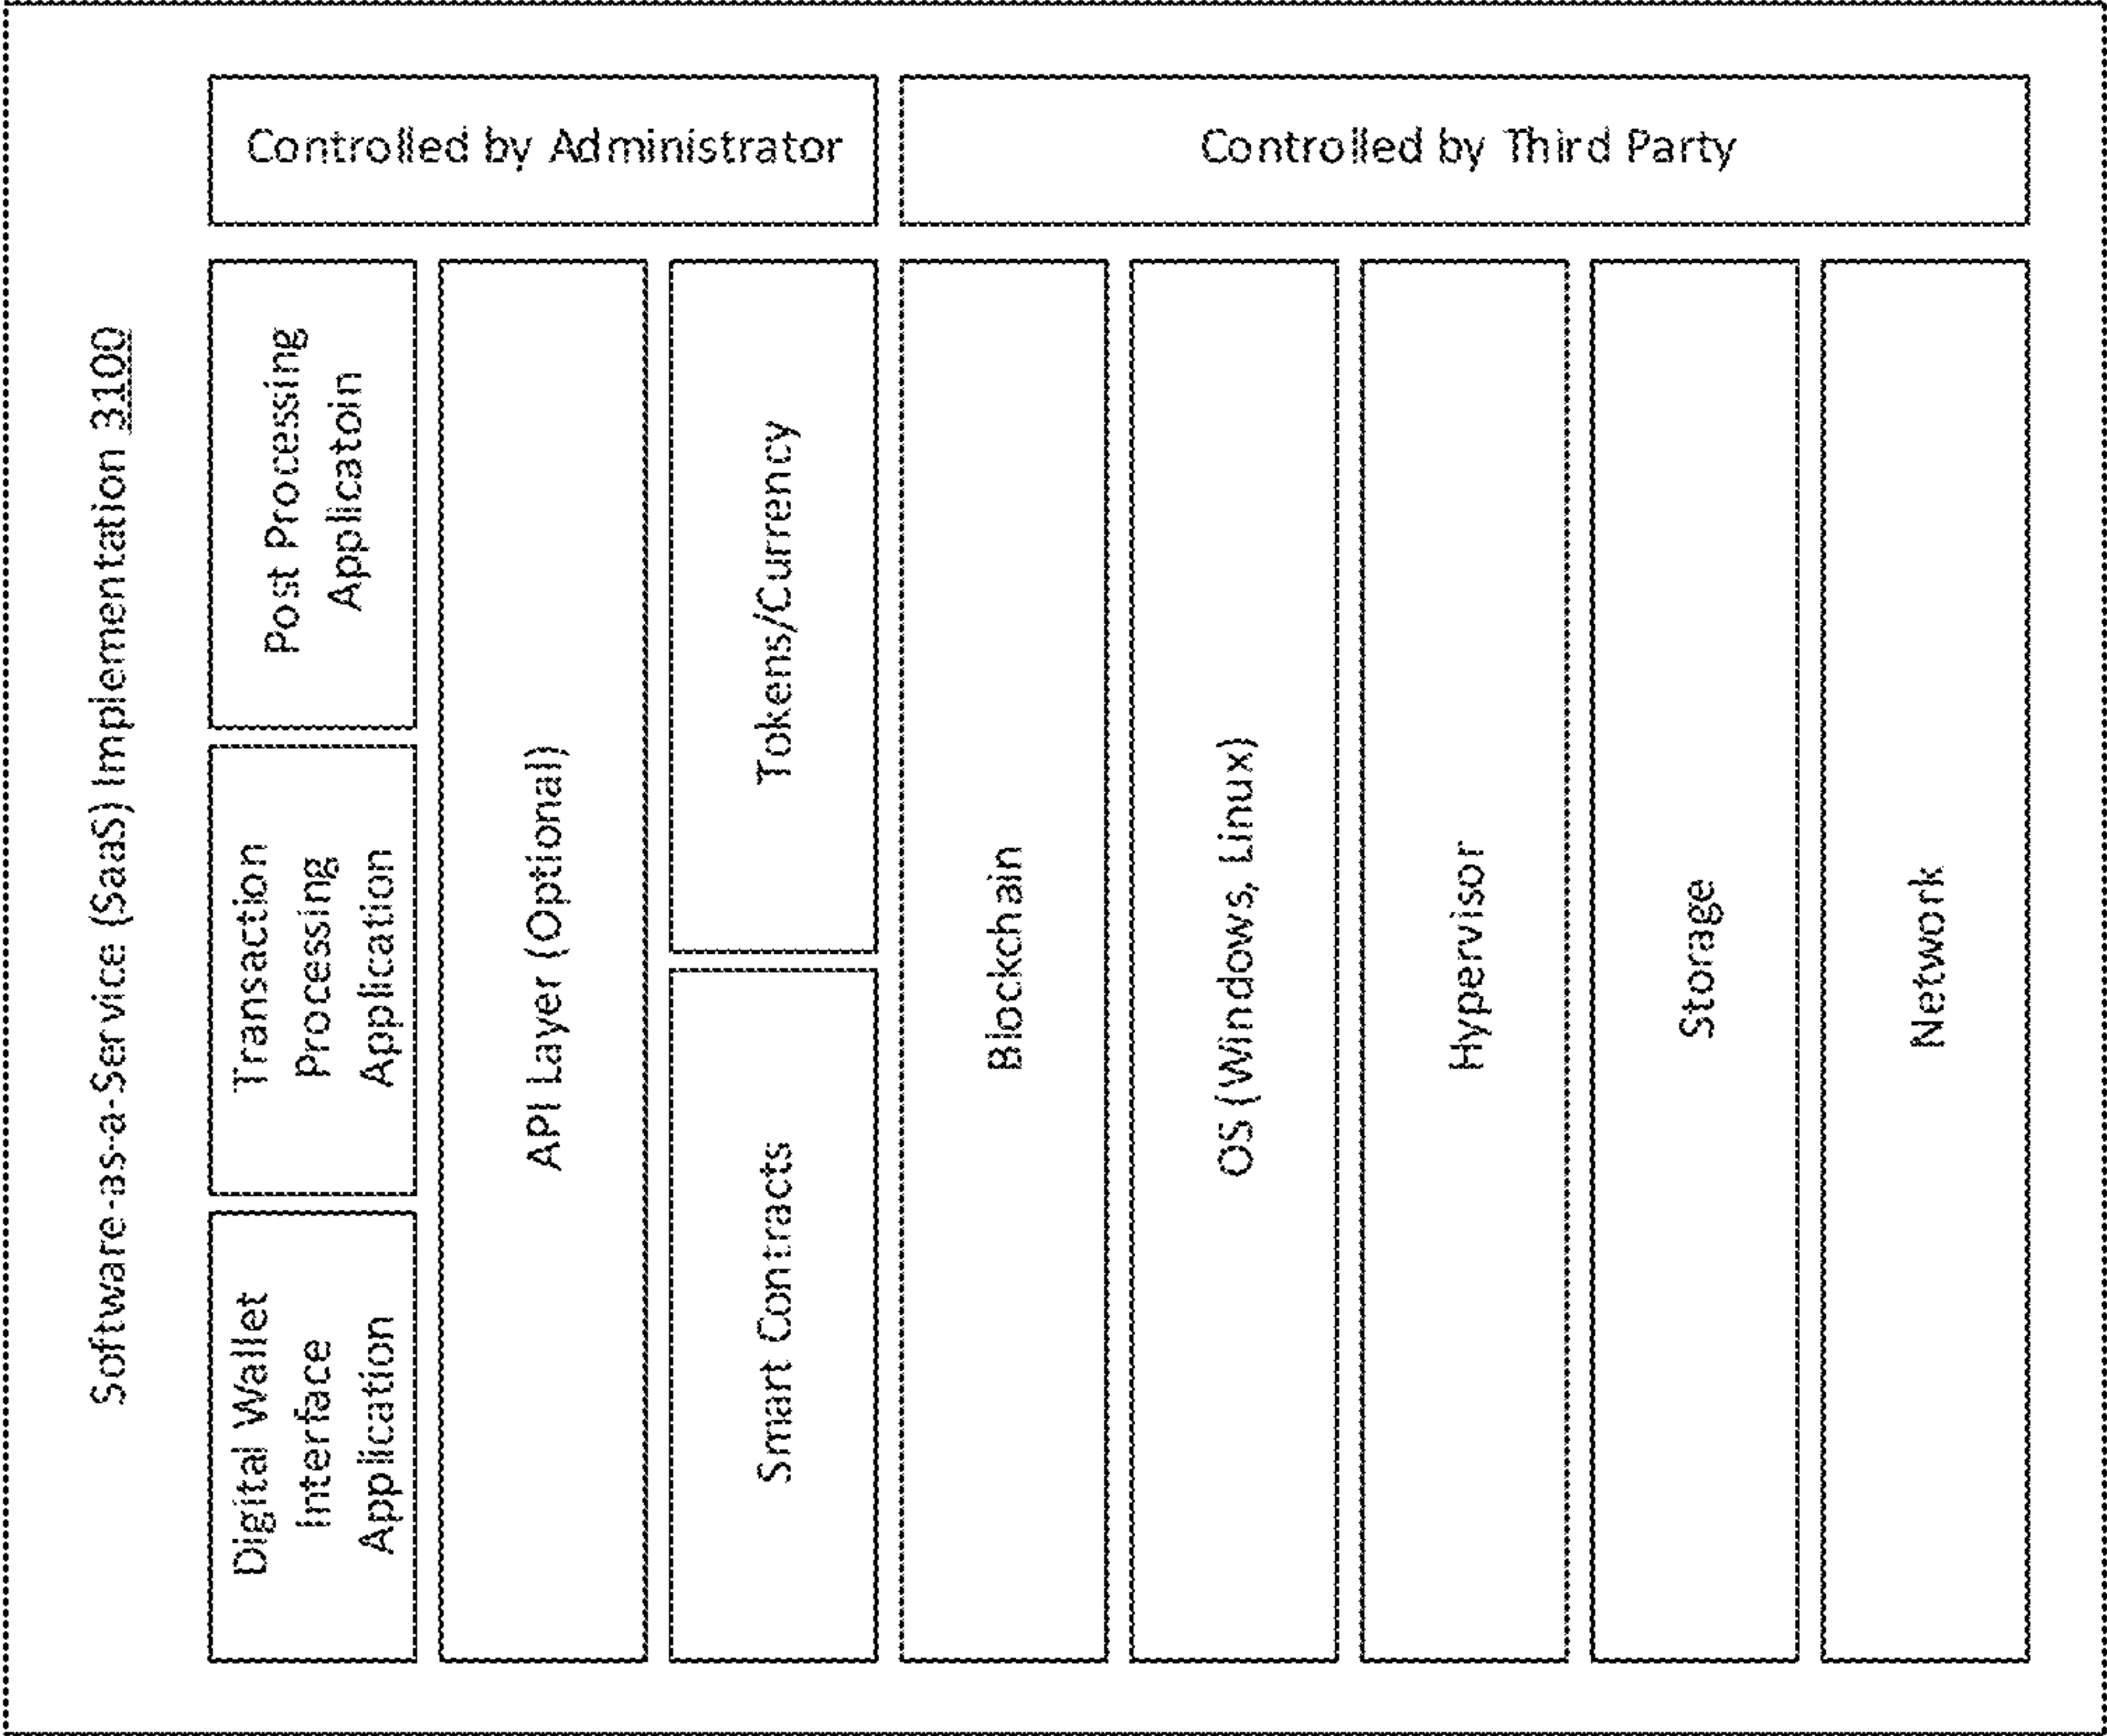 Software-as-a-Service (SaaS) Implementation 3100
Digital Wallet
Interface
Application
Transaction
Processing
Application
Post Processing
Applicatoin
API Layer (Optional)
Smart Contracts
Tokens/Currency
Controlled by Administrator
Blockchain
OS (Windows, Linux)
Hypervisor
Storage
Network
Controlled by Third Party